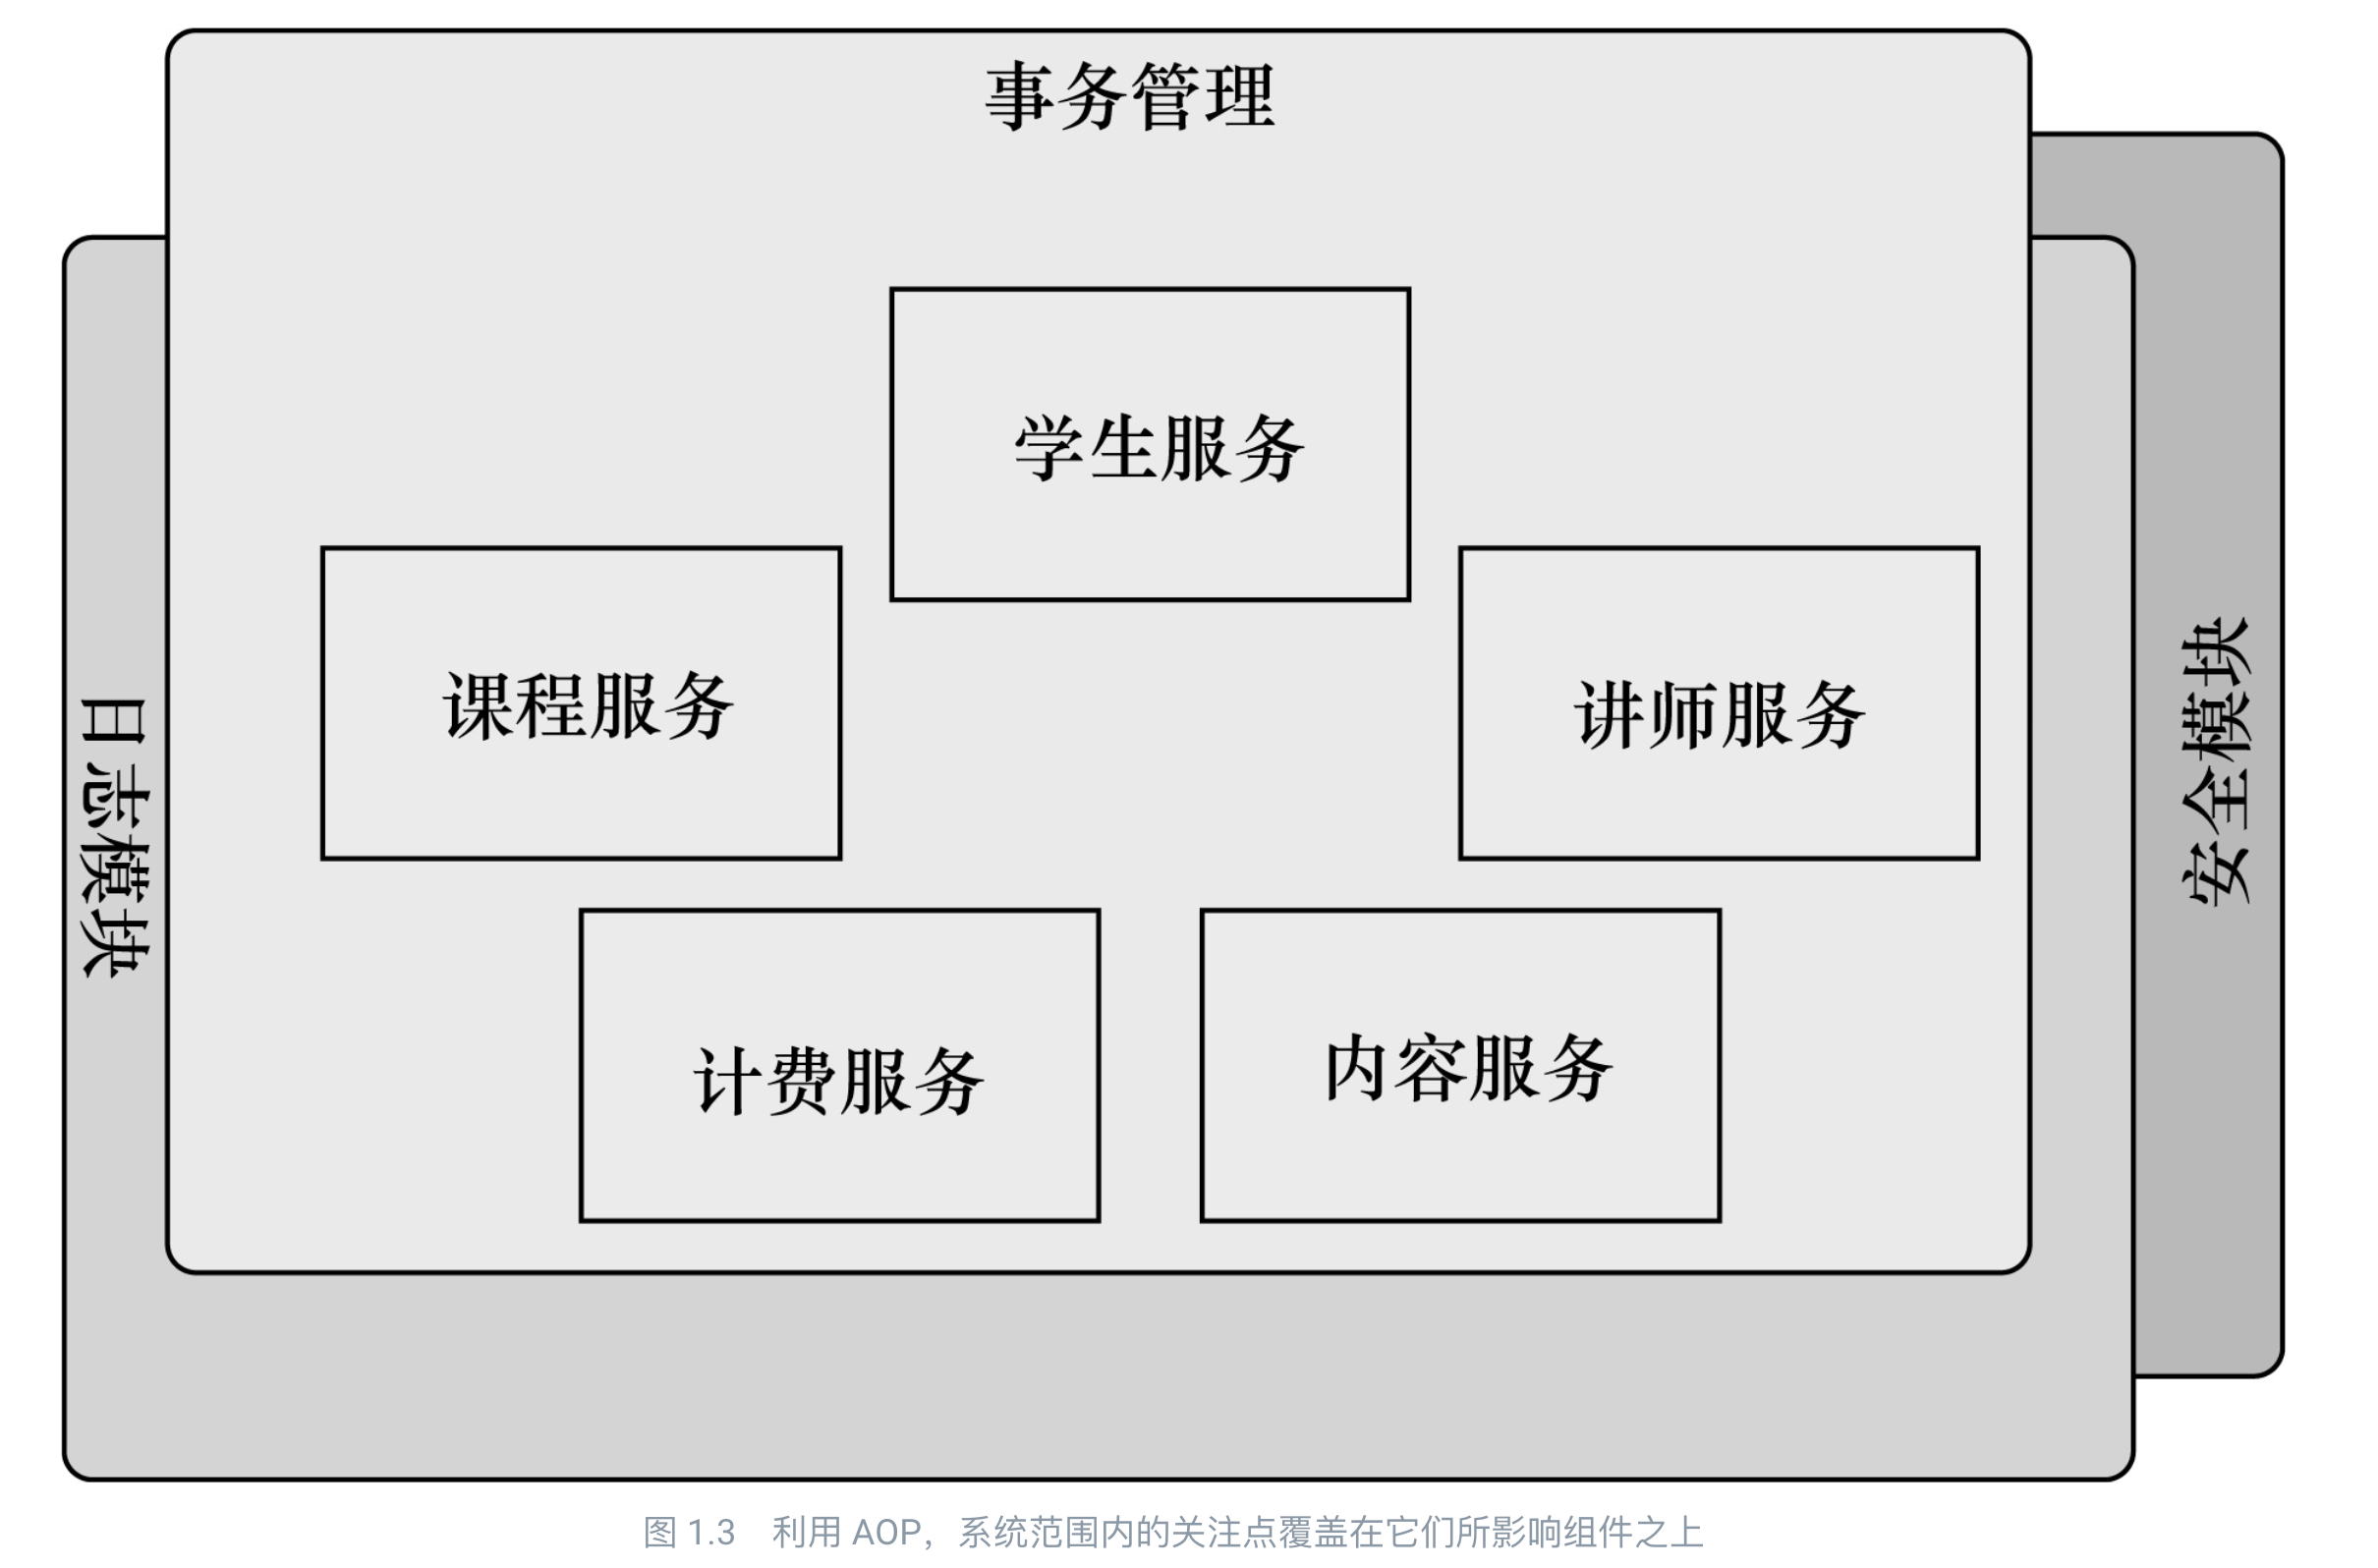 事务管理
学生服务
课程服务
讲师服务
日志模块
安全模块
计费服务
内容服务
图 1.3 利用 AOP，系统范围内的关注点覆盖在它们所影响组件之上